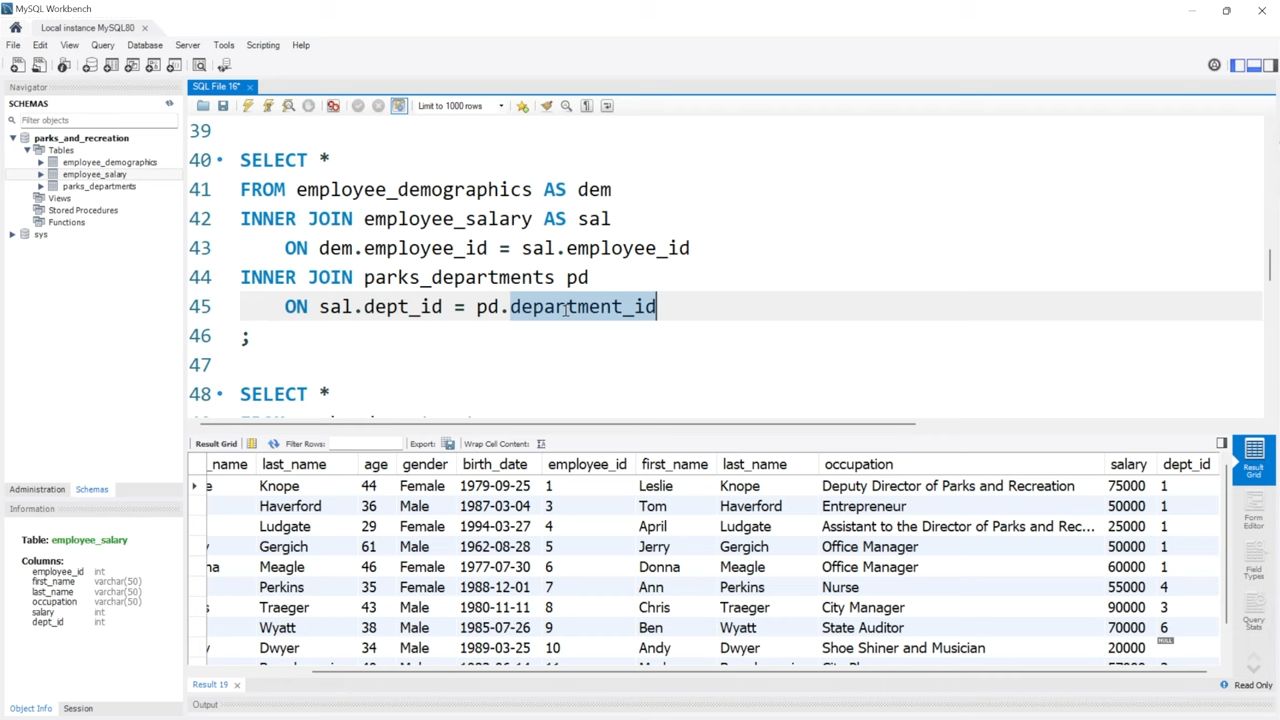 MySQL Workbench
Local instance MySQL80 ×
File Edit View Query Database Server Tools Scripting Help
Navigator
SCHEMAS
Filter objects
parks_and_recreation
Tables
employee_demographics
employee_salary
parks_departments
Views
Stored Procedures
Functions
sys
Administration Schemas
Information
Table: employee_salary
Columns:
employee_id int
first_name varchar(50)
last_name varchar(50)
occupation varchar(50)
salary int
dept_id int
Object Info Session
SQL File 16* ×
Limit to 1000 rows
39
40 SELECT *
41 FROM employee_demographics AS dem
42 INNER JOIN employee_salary AS sal
43 ON dem.employee_id = sal.employee_id
44 INNER JOIN parks_departments pd
45 ON sal.dept_id = pd.department_id
46 ;
47
48 SELECT *
Result Grid Filter Rows: Export: Wrap Cell Content:
_name last_name age gender birth_date employee_id first_name last_name occupation salary dept_id
e Knope 44 Female 1979-09-25 1 Leslie Knope Deputy Director of Parks and Recreation 75000 1
Haverford 36 Male 1987-03-04 3 Tom Haverford Entrepreneur 50000 1
Ludgate 29 Female 1994-03-27 4 April Ludgate Assistant to the Director of Parks and Rec... 25000 1
Gergich 61 Male 1962-08-28 5 Jerry Gergich Office Manager 50000 1
na Meagle 46 Female 1977-07-30 6 Donna Meagle Office Manager 60000 1
Perkins 35 Female 1988-12-01 7 Ann Perkins Nurse 55000 4
s Traeger 43 Male 1980-11-11 8 Chris Traeger City Manager 90000 3
Wyatt 38 Male 1985-07-26 9 Ben Wyatt State Auditor 70000 6
Dwyer 34 Male 1989-03-25 10 Andy Dwyer Shoe Shiner and Musician 20000 NULL
Result Grid
Form Editor
Field Types
Query Stats
Result 19 ×
Read Only
Output